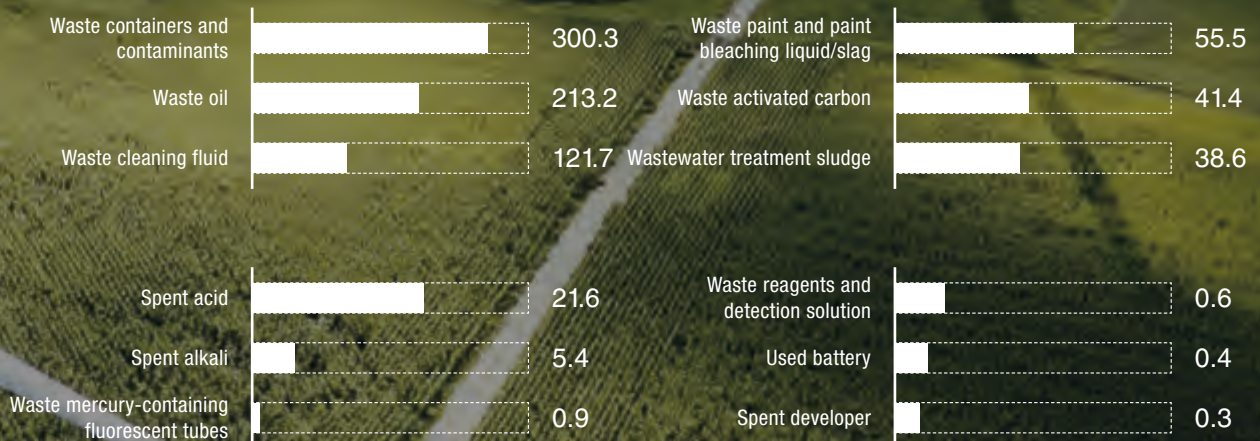 Waste containers and
contaminants
300.3
Waste oil
213.2
Waste cleaning fluid
121.7
Waste paint and paint
bleaching liquid/slag
55.5
Waste activated carbon
41.4
Wastewater treatment sludge
38.6
Spent acid
21.6
Spent alkali
5.4
Waste mercury-containing
fluorescent tubes
0.9
Waste reagents and
detection solution
0.6
Used battery
0.4
Spent developer
0.3